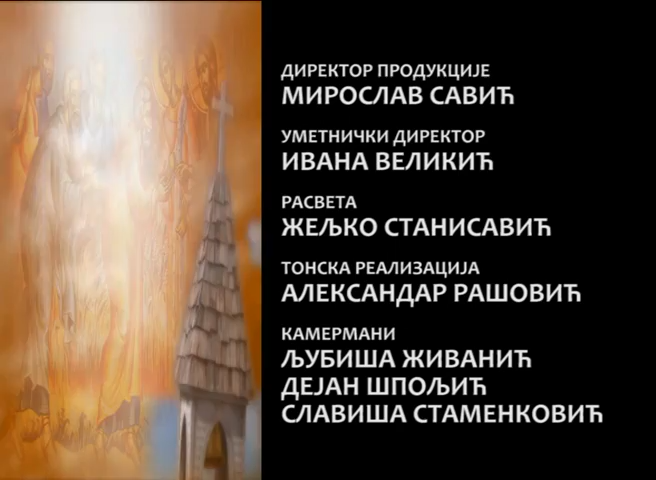 ДИРЕКТОР ПРОДУКЦИЈЕ
МИРОСЛАВ САВИЋ
УМЕТНИЧКИ ДИРЕКТОР
ИВАНА ВЕЛИКИЋ
РАСВЕТА
ЖЕЉКО СТАНИСАВИЋ
ТОНСКА РЕАЛИЗАЦИЈА
АЛЕКСАНДАР РАШОВИЋ
КАМЕРМАНИ
ЉУБИША ЖИВАНИЋ
ДЕЈАН ШПОЉИЋ
СЛАВИША СТАМЕНКОВИЋ